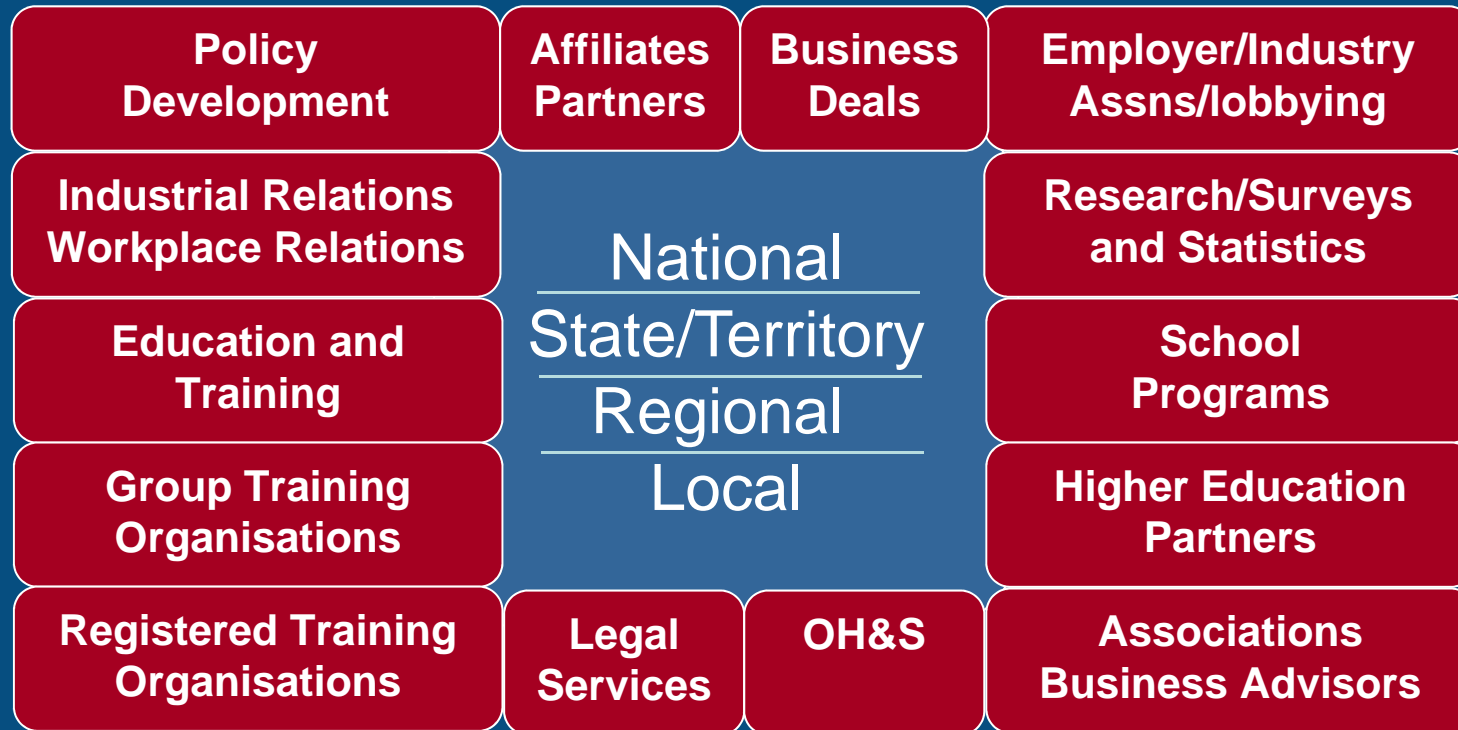 Policy
Development
Affiliates
Partners
Business
Deals
Employer/Industry
Assns/lobbying
Industrial Relations
Workplace Relations
Research/Surveys
and Statistics
National
State/Territory
Regional
Local
Education and
Training
School
Programs
Group Training
Organisations
Higher Education
Partners
Registered Training
Organisations
Legal
Services
OH&S
Associations
Business Advisors